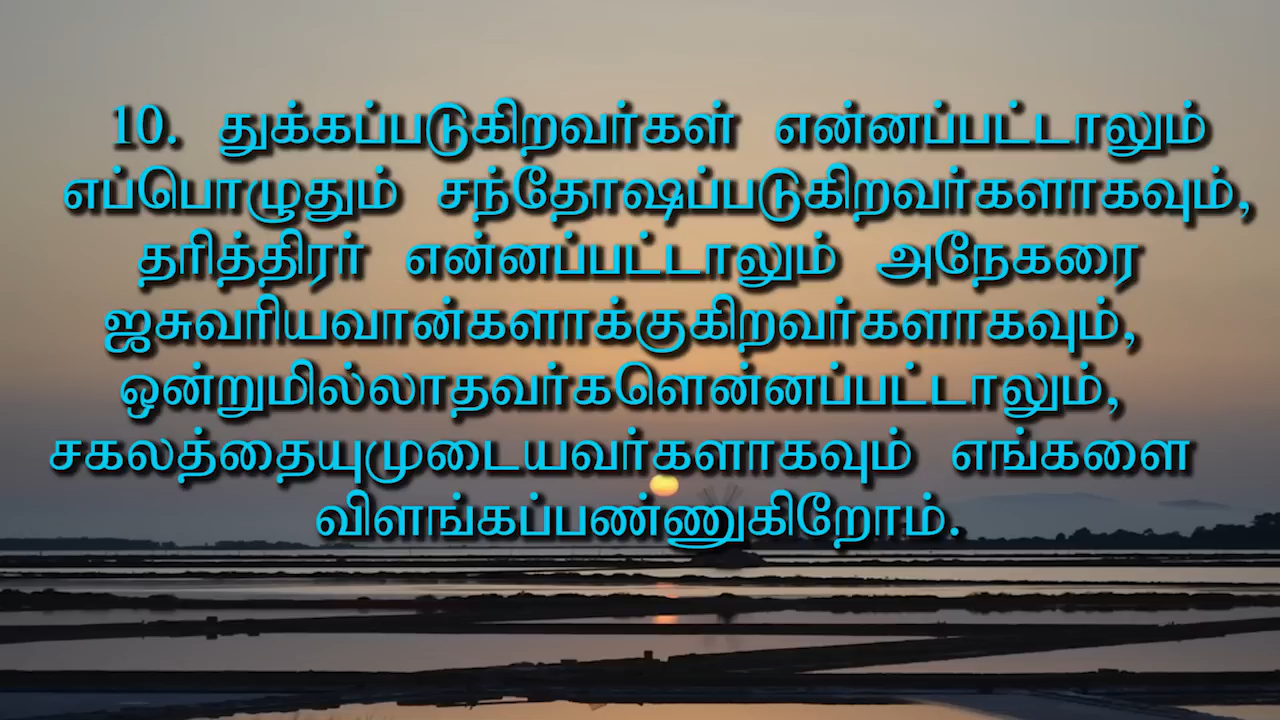 10. துக்கப்படுகிறவர்கள் என்னப்பட்டாலும்
எப்பொழுதும் சந்தோஷப்படுகிறவர்களாகவும்,
தரித்திரர் என்னப்பட்டாலும் அநேகரை
ஐசுவரியவான்களாக்குகிறவர்களாகவும்,
ஒன்றுமில்லாதவர்களென்னப்பட்டாலும்,
சகலத்தையுமுடையவர்களாகவும் எங்களை
விளங்கப்பண்ணுகிறோம்.